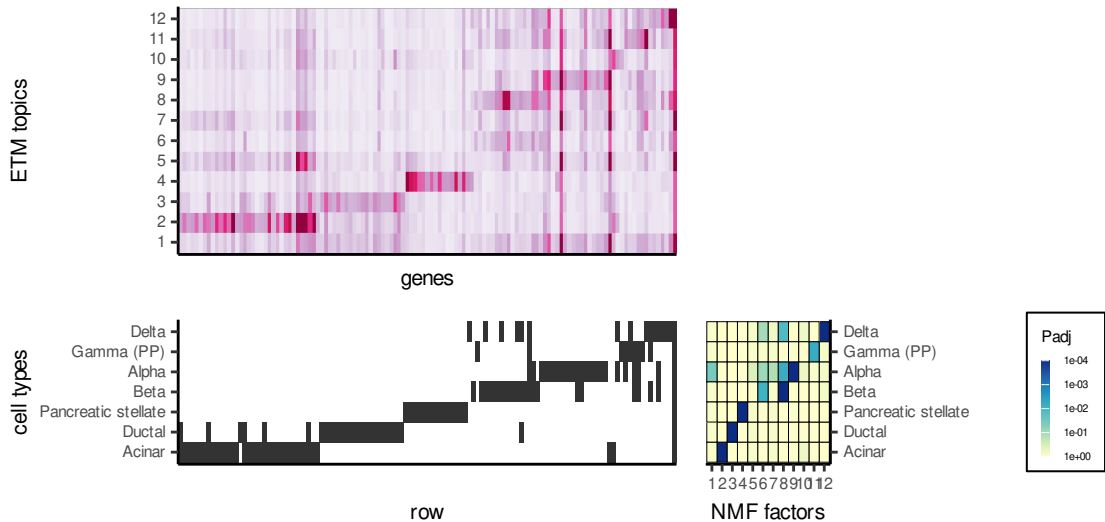 ETM topics
12
11
10
9
8
7
6
5
4
3
2
1
genes
cell types
Delta
Gamma (PP)
Alpha
Beta
Pancreatic stellate
Ductal
Acinar
row
Delta
Gamma (PP)
Alpha
Beta
Pancreatic stellate
Ductal
Acinar
1 2 3 4 5 6 7 8 9 10 11 12
NMF factors
Padj
1e-04
1e-03
1e-02
1e-01
1e+00